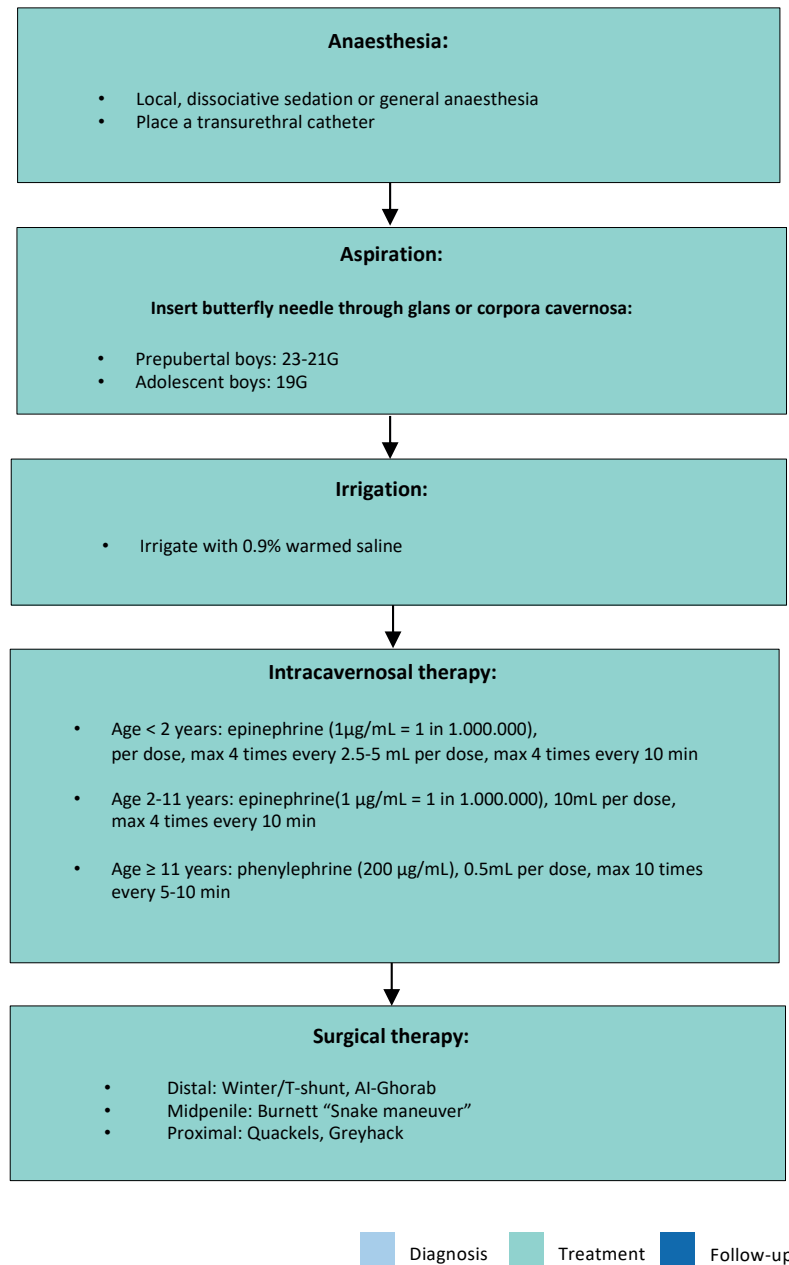 Anaesthesia:
• Local, dissociative sedation or general anaesthesia
• Place a transurethral catheter
Aspiration:
Insert butterfly needle through glans or corpora cavernosa:
• Prepubertal boys: 23-21G
• Adolescent boys: 19G
Irrigation:
• Irrigate with 0.9% warmed saline
Intracavernosal therapy:
• Age < 2 years: epinephrine (1µg/mL = 1 in 1.000.000),
per dose, max 4 times every 2.5-5 mL per dose, max 4 times every 10 min
• Age 2-11 years: epinephrine(1 µg/mL = 1 in 1.000.000), 10mL per dose,
max 4 times every 10 min
• Age ≥ 11 years: phenylephrine (200 µg/mL), 0.5mL per dose, max 10 times
every 5-10 min
Surgical therapy:
• Distal: Winter/T-shunt, AI-Ghorab
• Midpenile: Burnett “Snake maneuver”
• Proximal: Quackels, Greyhack
Diagnosis Treatment Follow-up